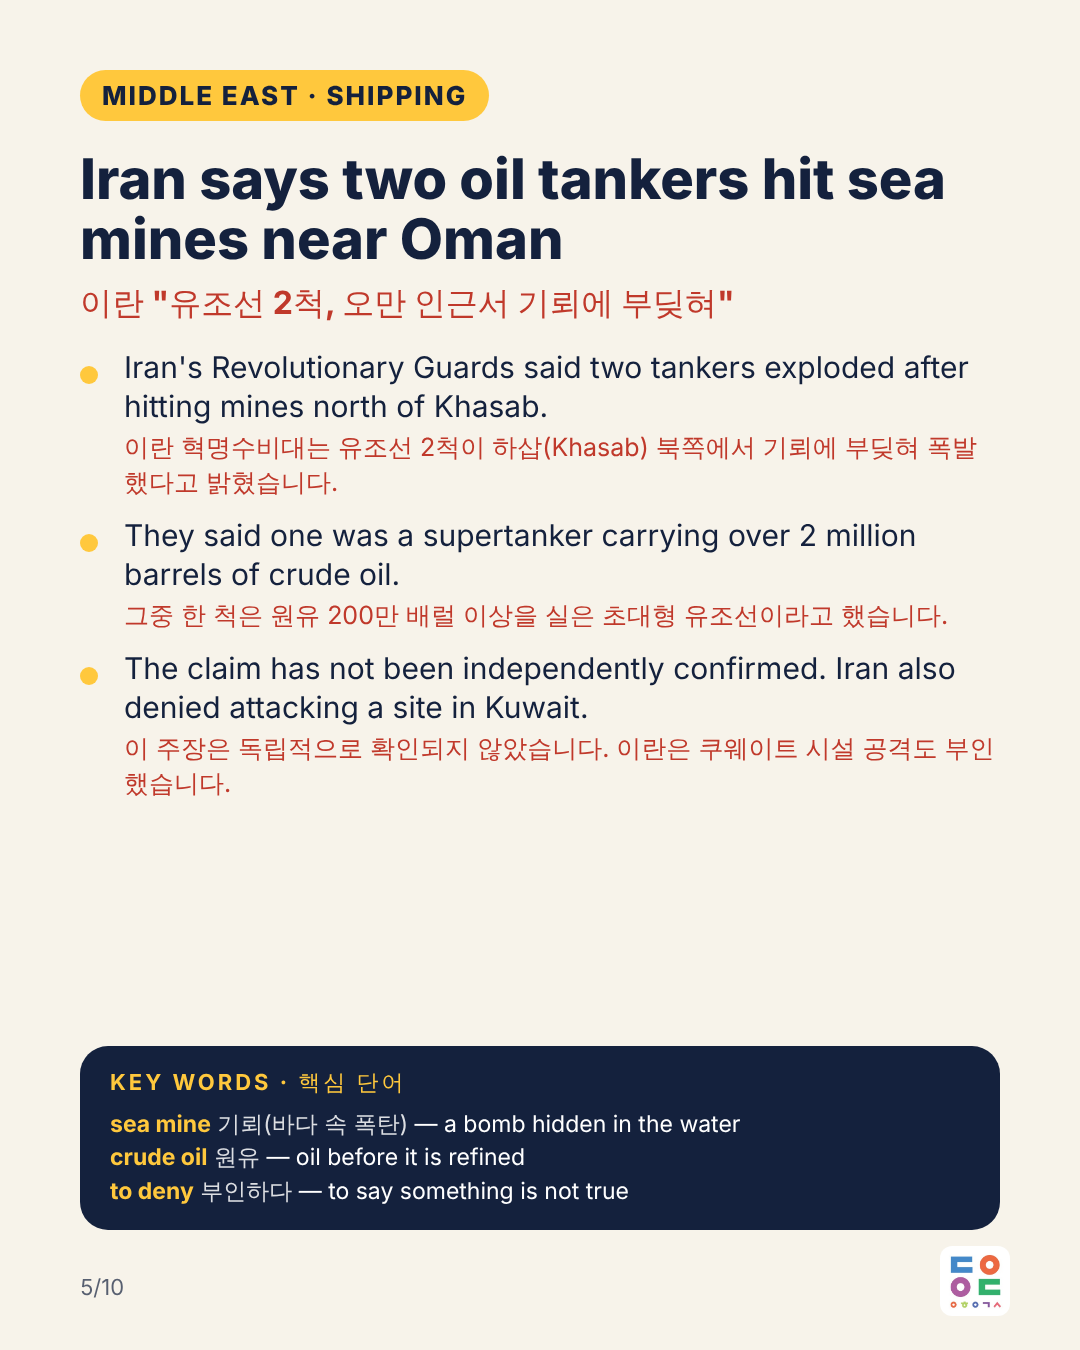 MIDDLE EAST · SHIPPING
Iran says two oil tankers hit sea
mines near Oman
이란 "유조선 2척, 오만 인근서 기뢰에 부딪혀"
Iran's Revolutionary Guards said two tankers exploded after
hitting mines north of Khasab.
이란 혁명수비대는 유조선 2척이 하삽(Khasab) 북쪽에서 기뢰에 부딪혀 폭발
했다고 밝혔습니다.
They said one was a supertanker carrying over 2 million
barrels of crude oil.
그중 한 척은 원유 200만 배럴 이상을 실은 초대형 유조선이라고 했습니다.
The claim has not been independently confirmed. Iran also
denied attacking a site in Kuwait.
이 주장은 독립적으로 확인되지 않았습니다. 이란은 쿠웨이트 시설 공격도 부인
했습니다.
KEY WORDS · 핵심 단어
sea mine 기뢰(바다 속 폭탄) — a bomb hidden in the water
crude oil 원유 — oil before it is refined
to deny 부인하다 — to say something is not true
5/10